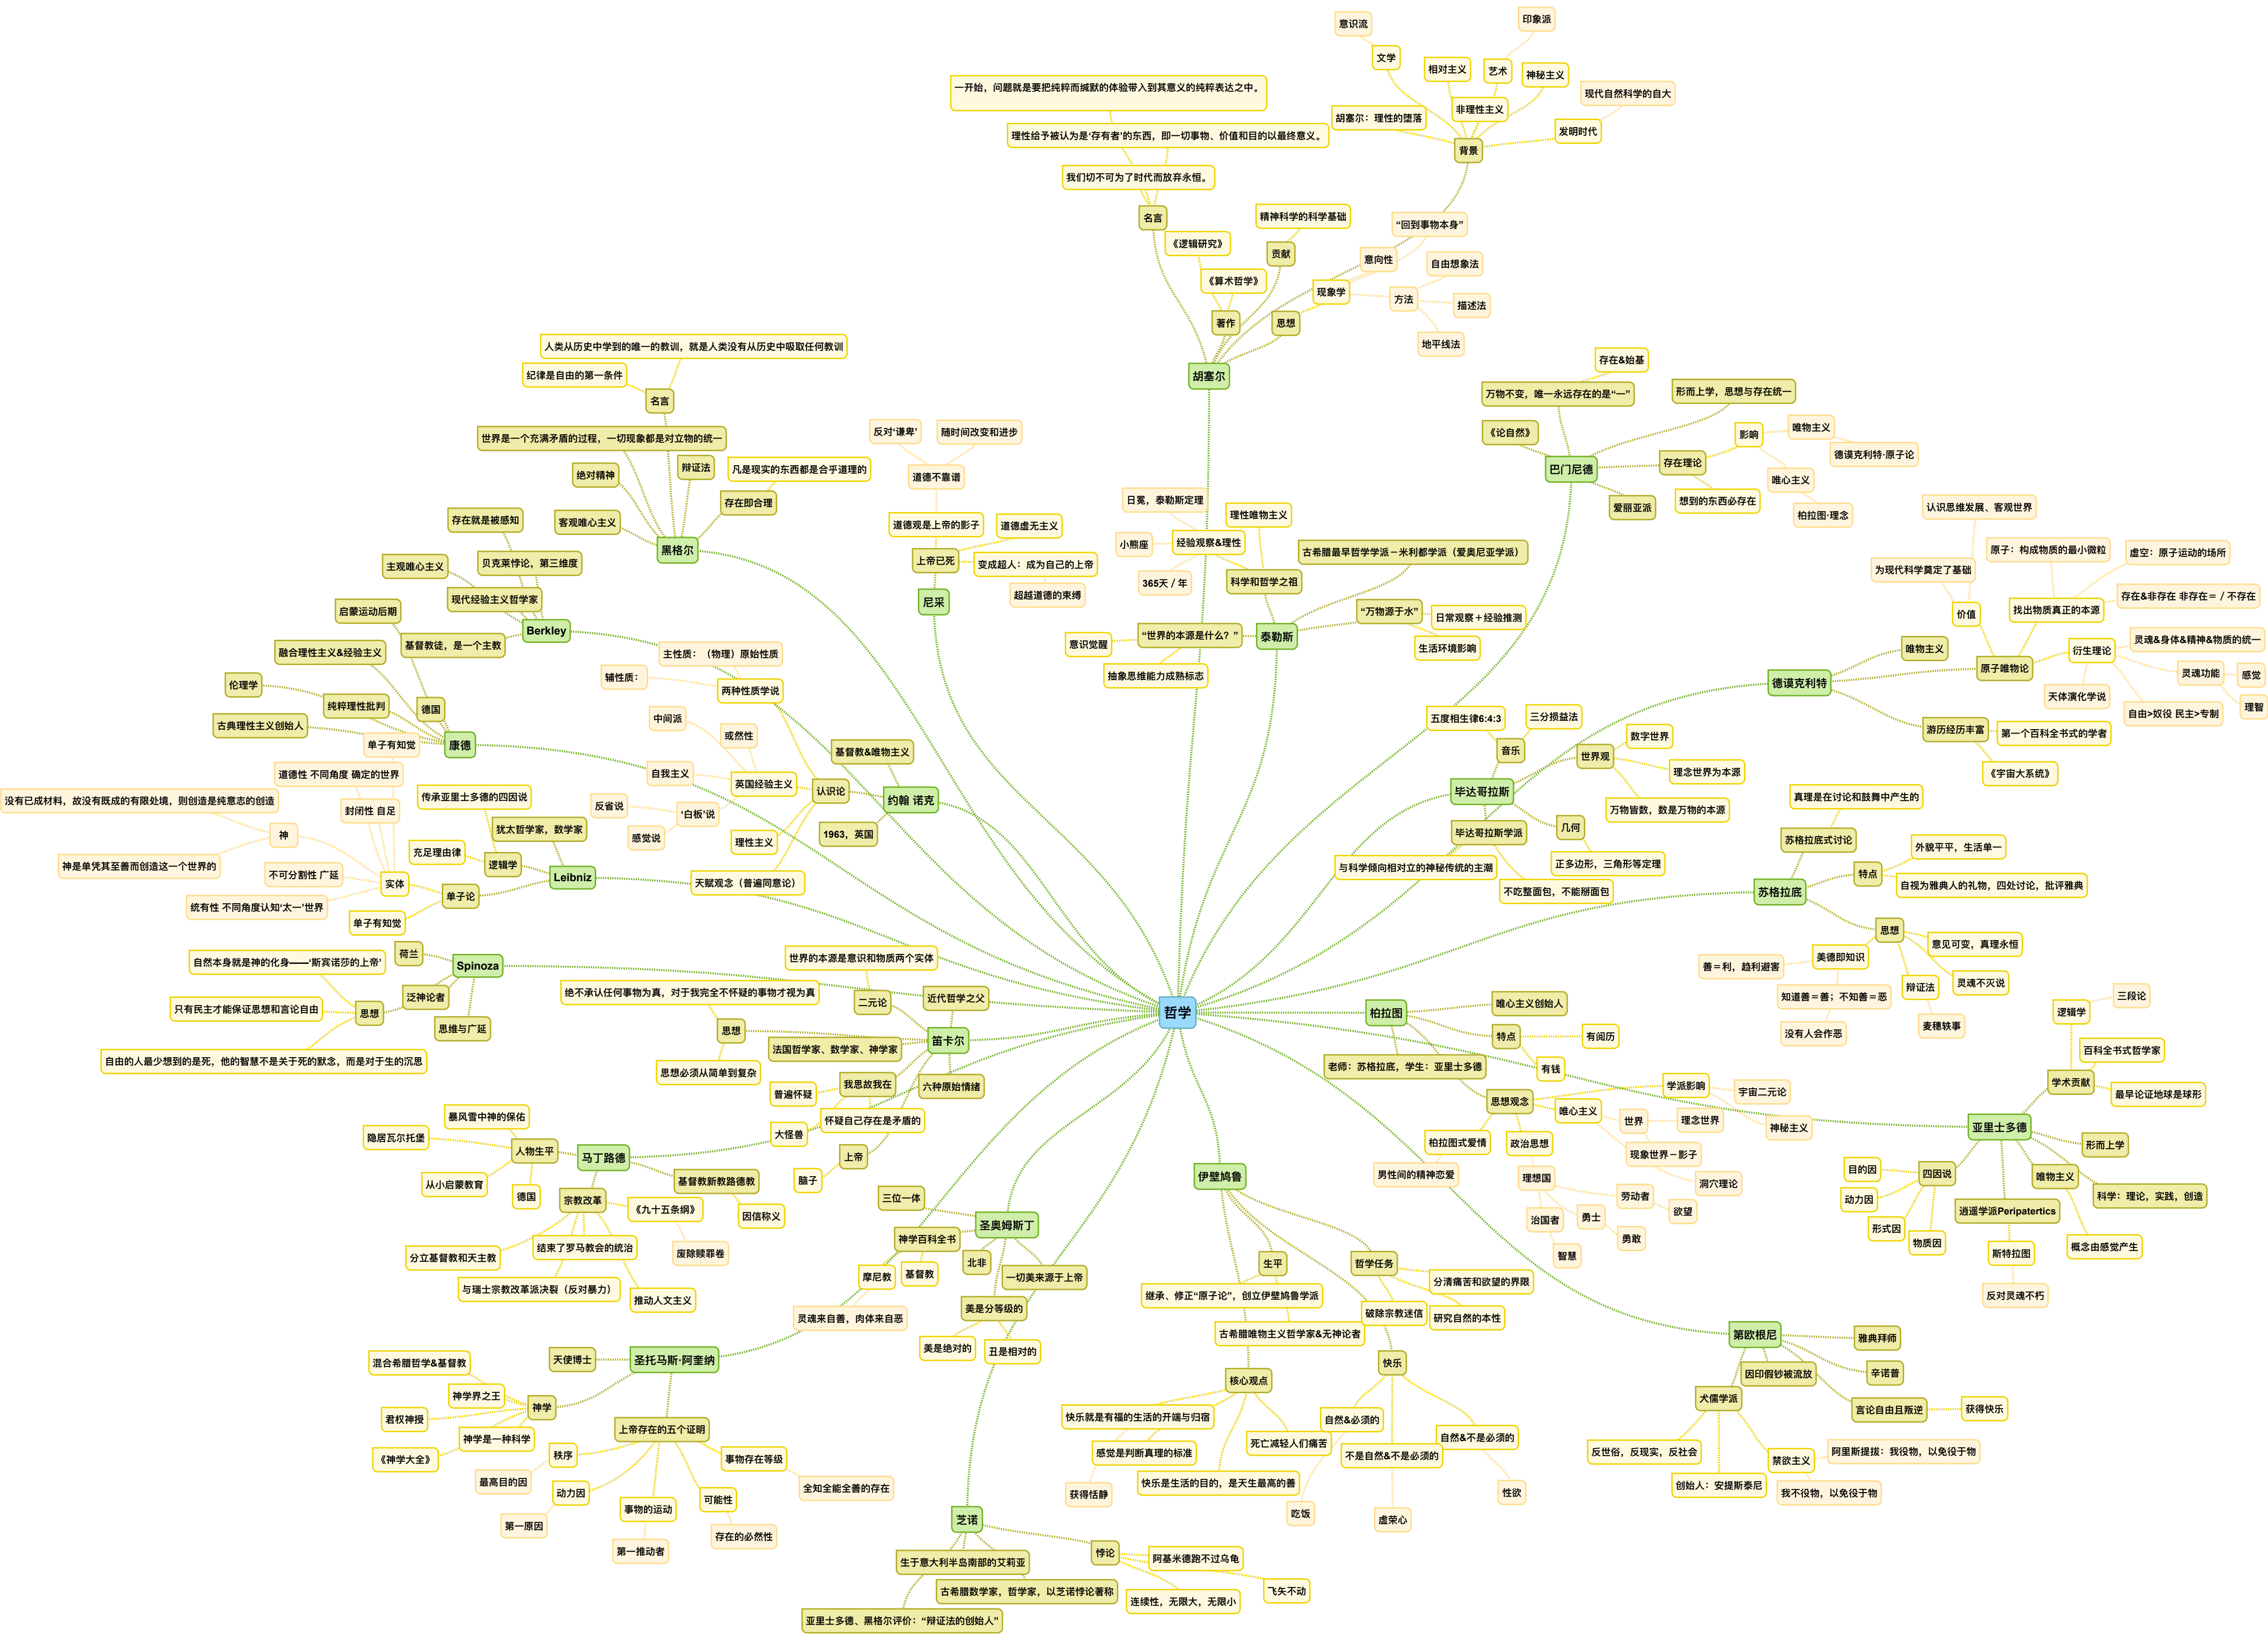 哲学
胡塞尔
名言
一开始，问题就是要把纯粹而缄默的体验带入到其意义的纯粹表达之中。
理性给予被认为是‘存有者’的东西，即一切事物、价值和目的以最终意义。
我们切不可为了时代而放弃永恒。
著作
《逻辑研究》
《算术哲学》
贡献
精神科学的科学基础
思想
现象学
意向性
“回到事物本身”
方法
自由想象法
描述法
地平线法
背景
胡塞尔：理性的堕落
文学
意识流
非理性主义
相对主义
艺术
印象派
神秘主义
发明时代
现代自然科学的自大
巴门尼德
《论自然》
万物不变，唯一永远存在的是“一”
存在&始基
形而上学，思想与存在统一
存在理论
影响
唯物主义
德谟克利特·原子论
唯心主义
柏拉图·理念
想到的东西必存在
爱丽亚派
泰勒斯
科学和哲学之祖
理性唯物主义
经验观察&理性
日冕，泰勒斯定理
小熊座
365天／年
古希腊最早哲学学派－米利都学派（爱奥尼亚学派）
“万物源于水”
日常观察＋经验推测
生活环境影响
“世界的本源是什么？”
意识觉醒
抽象思维能力成熟标志
德谟克利特
唯物主义
原子唯物论
价值
为现代科学奠定了基础
认识思维发展、客观世界
找出物质真正的本源
原子：构成物质的最小微粒
虚空：原子运动的场所
存在&非存在 非存在＝／不存在
衍生理论
灵魂&身体&精神&物质的统一
灵魂功能
感觉
理智
天体演化学说
自由>奴役 民主>专制
游历经历丰富
第一个百科全书式的学者
《宇宙大系统》
毕达哥拉斯
音乐
五度相生律6:4:3
三分损益法
世界观
数字世界
理念世界为本源
万物皆数，数是万物的本源
几何
正多边形，三角形等定理
毕达哥拉斯学派
与科学倾向相对立的神秘传统的主潮
不吃整面包，不能掰面包
苏格拉底
苏格拉底式讨论
真理是在讨论和鼓舞中产生的
特点
外貌平平，生活单一
自视为雅典人的礼物，四处讨论，批评雅典
思想
意见可变，真理永恒
灵魂不灭说
辩证法
麦穗轶事
美德即知识
善＝利，趋利避害
知道善＝善；不知善＝恶
没有人会作恶
柏拉图
唯心主义创始人
特点
有阅历
有钱
老师：苏格拉底，学生：亚里士多德
思想观念
学派影响
宇宙二元论
神秘主义
唯心主义
世界
理念世界
现象世界－影子
洞穴理论
柏拉图式爱情
男性间的精神恋爱
政治思想
理想国
治国者
智慧
勇士
勇敢
劳动者
欲望
亚里士多德
学术贡献
逻辑学
三段论
百科全书式哲学家
最早论证地球是球形
形而上学
科学：理论，实践，创造
唯物主义
概念由感觉产生
四因说
目的因
动力因
形式因
物质因
逍遥学派Peripatertics
斯特拉图
反对灵魂不朽
第欧根尼
雅典拜师
辛诺普
因印假钞被流放
言论自由且叛逆
获得快乐
犬儒学派
反世俗，反现实，反社会
创始人：安提斯泰尼
禁欲主义
阿里斯提拔：我役物，以免役于物
我不役物，以免役于物
伊壁鸠鲁
生平
继承、修正“原子论”，创立伊壁鸠鲁学派
古希腊唯物主义哲学家&无神论者
哲学任务
分清痛苦和欲望的界限
研究自然的本性
破除宗教迷信
快乐
自然&必须的
吃饭
不是自然&不是必须的
虚荣心
自然&不是必须的
性欲
核心观点
快乐就是有福的生活的开端与归宿
感觉是判断真理的标准
获得恬静
快乐是生活的目的，是天生最高的善
死亡减轻人们痛苦
芝诺
生于意大利半岛南部的艾莉亚
古希腊数学家，哲学家，以芝诺悖论著称
亚里士多德、黑格尔评价：“辩证法的创始人”
悖论
阿基米德跑不过乌龟
飞矢不动
连续性，无限大，无限小
圣奥姆斯丁
三位一体
神学百科全书
基督教
摩尼教
灵魂来自善，肉体来自恶
北非
一切美来源于上帝
美是分等级的
美是绝对的
丑是相对的
圣托马斯·阿奎纳
天使博士
神学
混合希腊哲学&基督教
神学界之王
君权神授
神学是一种科学
《神学大全》
上帝存在的五个证明
秩序
最高目的因
动力因
第一原因
事物的运动
第一推动者
可能性
存在的必然性
事物存在等级
全知全能全善的存在
马丁路德
人物生平
暴风雪中神的保佑
隐居瓦尔托堡
从小启蒙教育
德国
宗教改革
分立基督教和天主教
结束了罗马教会的统治
与瑞士宗教改革派决裂（反对暴力）
推动人文主义
《九十五条纲》
废除赎罪卷
基督教新教路德教
因信称义
笛卡尔
近代哲学之父
二元论
世界的本源是意识和物质两个实体
思想
绝不承认任何事物为真，对于我完全不怀疑的事物才视为真
思想必须从简单到复杂
法国哲学家、数学家、神学家
我思故我在
普遍怀疑
大怪兽
怀疑自己存在是矛盾的
上帝
脑子
六种原始情绪
Spinoza
荷兰
泛神论者
思想
自然本身就是神的化身——‘斯宾诺莎的上帝’
只有民主才能保证思想和言论自由
自由的人最少想到的是死，他的智慧不是关于死的默念，而是对于生的沉思
思维与广延
Leibniz
犹太哲学家，数学家
逻辑学
传承亚里士多德的四因说
充足理由律
单子论
单子有知觉
实体
单子有知觉
道德性 不同角度 确定的世界
封闭性 自足
神
没有已成材料，故没有既成的有限处境，则创造是纯意志的创造
神是单凭其至善而创造这一个世界的
不可分割性 广延
统有性 不同角度认知‘太一’世界
约翰 诺克
基督教&唯物主义
1963，英国
认识论
两种性质学说
主性质：（物理）原始性质
辅性质：
英国经验主义
中间派
或然性
自我主义
‘白板’说
反省说
感觉说
理性主义
天赋观念（普遍同意论）
康德
启蒙运动后期
融合理性主义&经验主义
伦理学
纯粹理性批判
古典理性主义创始人
德国
Berkley
存在就是被感知
贝克莱悖论，第三维度
主观唯心主义
现代经验主义哲学家
基督教徒，是一个主教
黑格尔
名言
人类从历史中学到的唯一的教训，就是人类没有从历史中吸取任何教训
纪律是自由的第一条件
世界是一个充满矛盾的过程，一切现象都是对立物的统一
绝对精神
辩证法
客观唯心主义
存在即合理
凡是现实的东西都是合乎道理的
尼采
上帝已死
道德观是上帝的影子
道德不靠谱
反对‘谦卑’
随时间改变和进步
道德虚无主义
变成超人：成为自己的上帝
超越道德的束缚